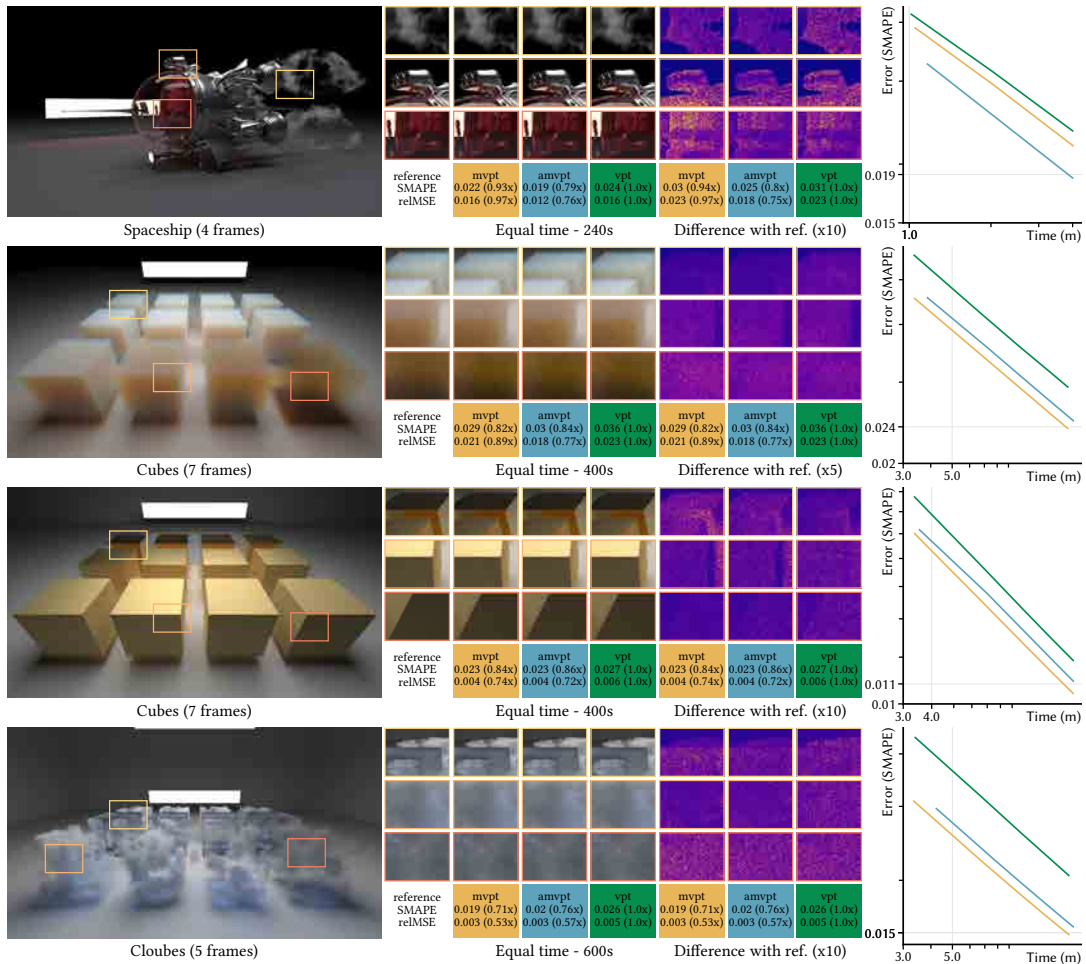 reference
SMAPE
relMSE
mvpt
0.022 (0.93x)
0.016 (0.97x)
amvpt
0.019 (0.79x)
0.012 (0.76x)
vpt
0.024 (1.0x)
0.016 (1.0x)
mvpt
0.03 (0.94x)
0.023 (0.97x)
amvpt
0.025 (0.8x)
0.018 (0.75x)
vpt
0.031 (1.0x)
0.023 (1.0x)
Error (SMAPE)
0.019
0.015
1.0
Time (m)
Spaceship (4 frames)
Equal time - 240s
Difference with ref. (x10)
reference
SMAPE
relMSE
mvpt
0.029 (0.82x)
0.021 (0.89x)
amvpt
0.03 (0.84x)
0.018 (0.77x)
vpt
0.036 (1.0x)
0.023 (1.0x)
mvpt
0.029 (0.82x)
0.021 (0.89x)
amvpt
0.03 (0.84x)
0.018 (0.77x)
vpt
0.036 (1.0x)
0.023 (1.0x)
Error (SMAPE)
0.024
0.02
3.0
5.0
Time (m)
Cubes (7 frames)
Equal time - 400s
Difference with ref. (x5)
reference
SMAPE
relMSE
mvpt
0.023 (0.84x)
0.004 (0.74x)
amvpt
0.023 (0.86x)
0.004 (0.72x)
vpt
0.027 (1.0x)
0.006 (1.0x)
mvpt
0.023 (0.84x)
0.004 (0.74x)
amvpt
0.023 (0.86x)
0.004 (0.72x)
vpt
0.027 (1.0x)
0.006 (1.0x)
Error (SMAPE)
0.011
0.01
3.0
4.0
Time (m)
Cubes (7 frames)
Equal time - 400s
Difference with ref. (x10)
reference
SMAPE
relMSE
mvpt
0.019 (0.71x)
0.003 (0.53x)
amvpt
0.02 (0.76x)
0.003 (0.57x)
vpt
0.026 (1.0x)
0.005 (1.0x)
mvpt
0.019 (0.71x)
0.003 (0.53x)
amvpt
0.02 (0.76x)
0.003 (0.57x)
vpt
0.026 (1.0x)
0.005 (1.0x)
Error (SMAPE)
0.015
3.0
5.0
Time (m)
Cloubes (5 frames)
Equal time - 600s
Difference with ref. (x10)